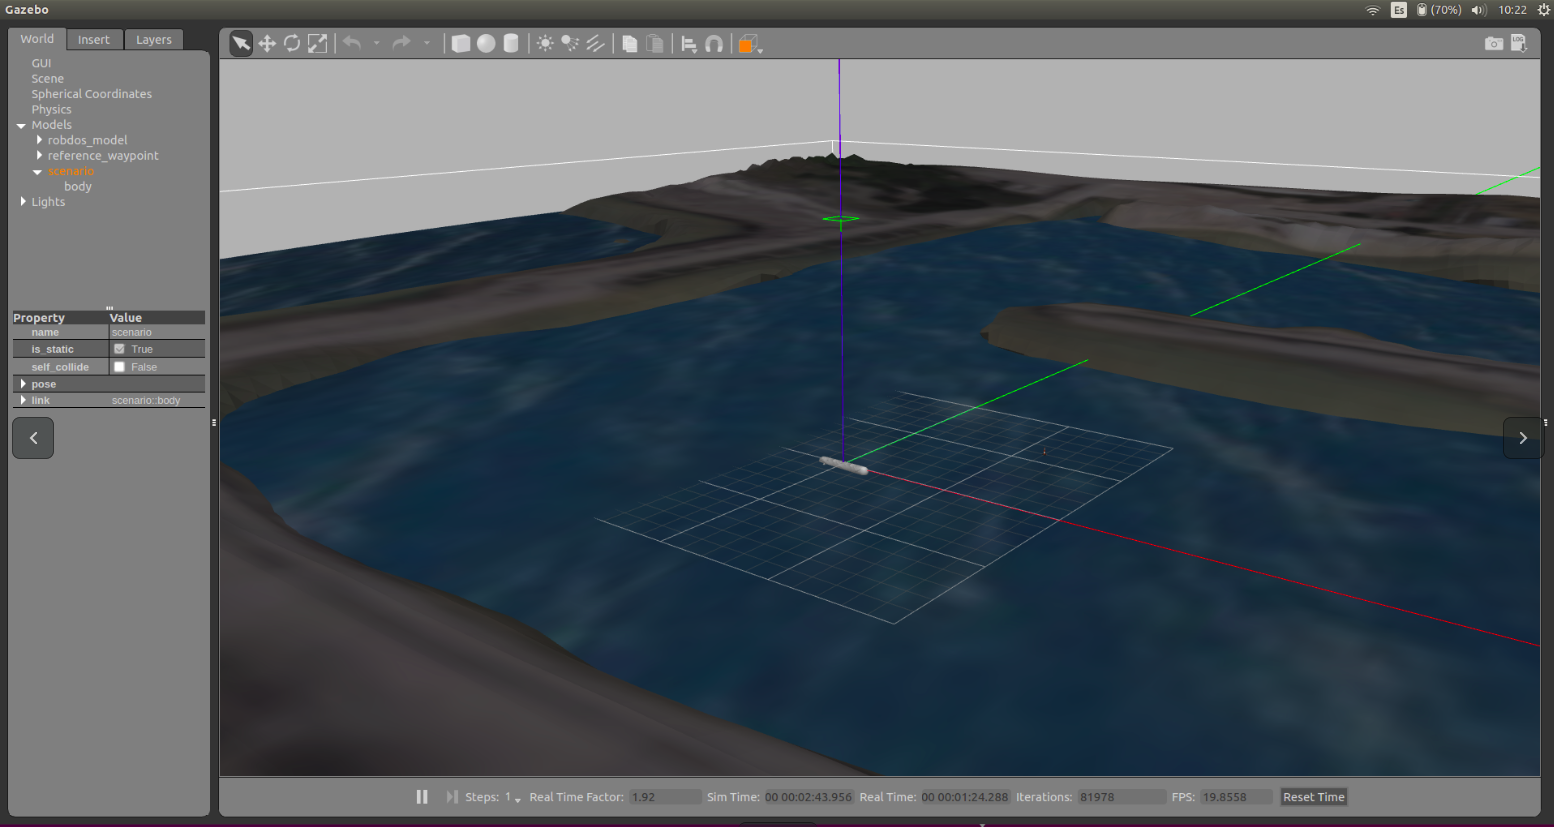 Gazebo
Es (70%) 10:22
World Insert Layers
LOG
GUI
Scene
Spherical Coordinates
Physics
Models
robdos_model
reference_waypoint
scenario
body
Lights
Property Value
name scenario
is_static True
self_collide False
pose
link scenario::body
Steps: 1 Real Time Factor: 1.92 Sim Time: 00 00:02:43.956 Real Time: 00 00:01:24.288 Iterations: 81978 FPS: 19.8558 Reset Time